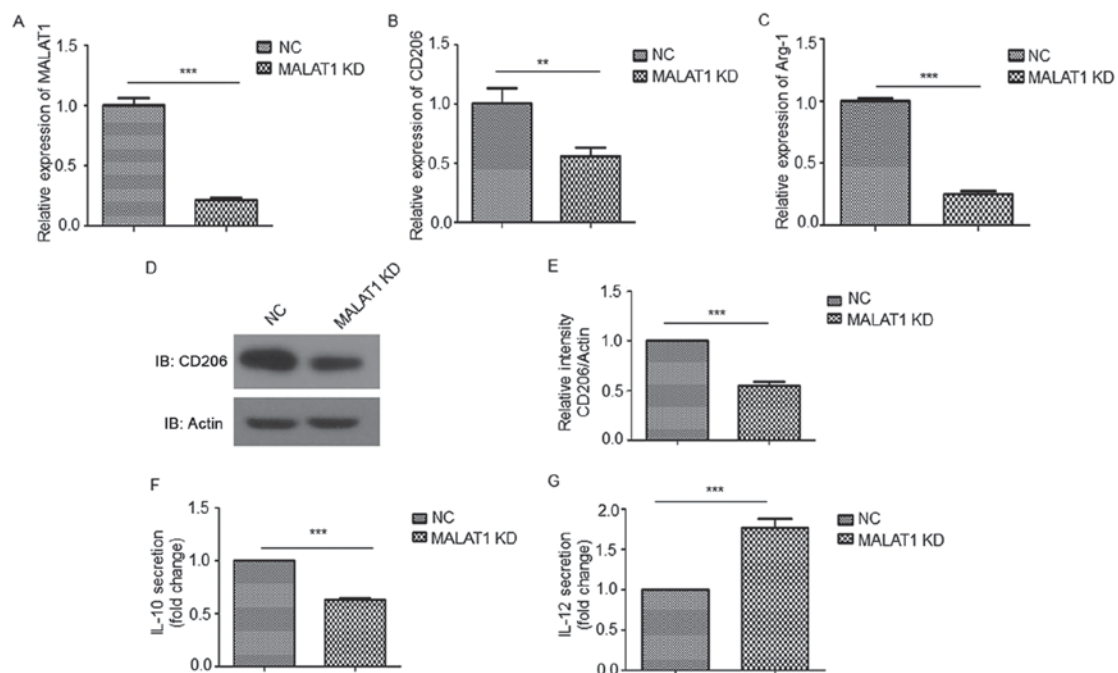 A
Relative expression of MALAT1
1.5
1.0
0.5
0.0
***
NC
MALAT1 KD
B
Relative expression of CD206
1.5
1.0
0.5
0.0
**
NC
MALAT1 KD
C
Relative expression of Arg-1
1.5
1.0
0.5
0.0
***
NC
MALAT1 KD
D
NC
MALAT1 KD
IB: CD206
IB: Actin
E
Relative intensity
CD206/Actin
1.5
1.0
0.5
0.0
***
NC
MALAT1 KD
F
IL-10 secretion
(fold change)
1.5
1.0
0.5
0.0
***
NC
MALAT1 KD
G
IL-12 secretion
(fold change)
2.0
1.5
1.0
0.5
0.0
***
NC
MALAT1 KD